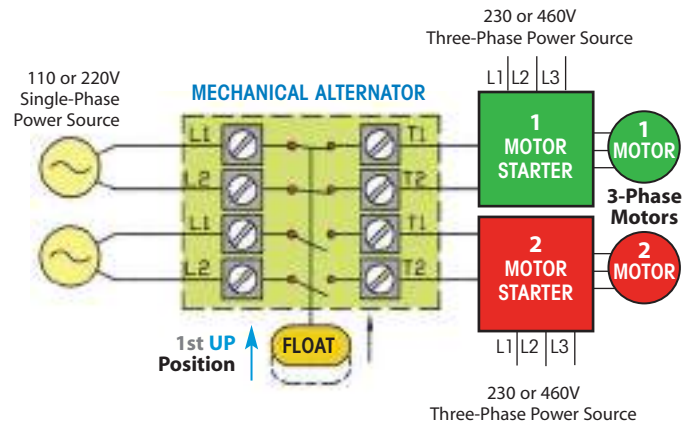 230 or 460V
Three-Phase Power Source
L1 L2 L3
110 or 220V
Single-Phase
Power Source
MECHANICAL ALTERNATOR
L1
T1
L2
T2
L1
T1
L2
T2
1
MOTOR
STARTER
1
MOTOR
3-Phase
Motors
2
MOTOR
STARTER
2
MOTOR
1st UP
Position
FLOAT
L1 L2 L3
230 or 460V
Three-Phase Power Source